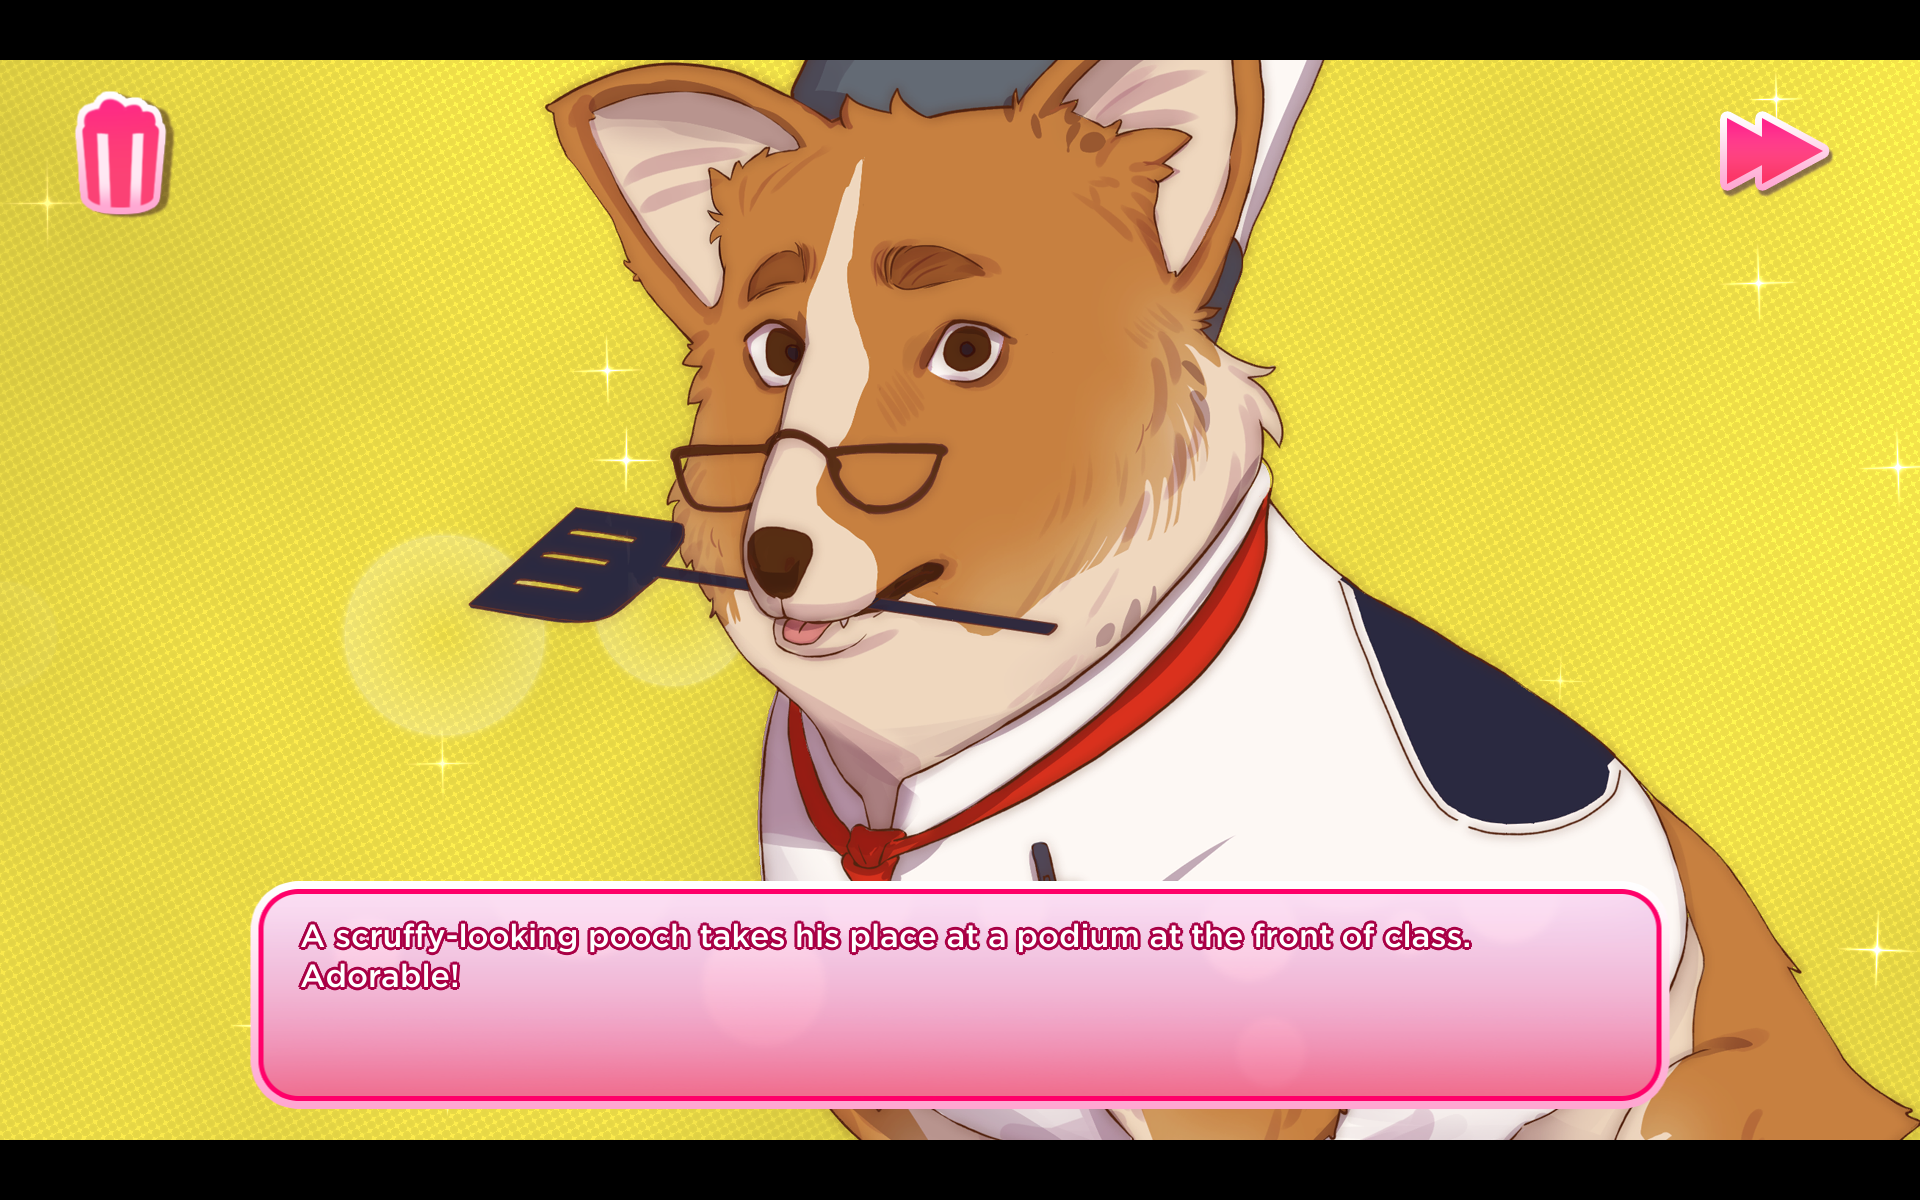 A scruffy-looking pooch takes his place at a podium at the front of class.
Adorable!